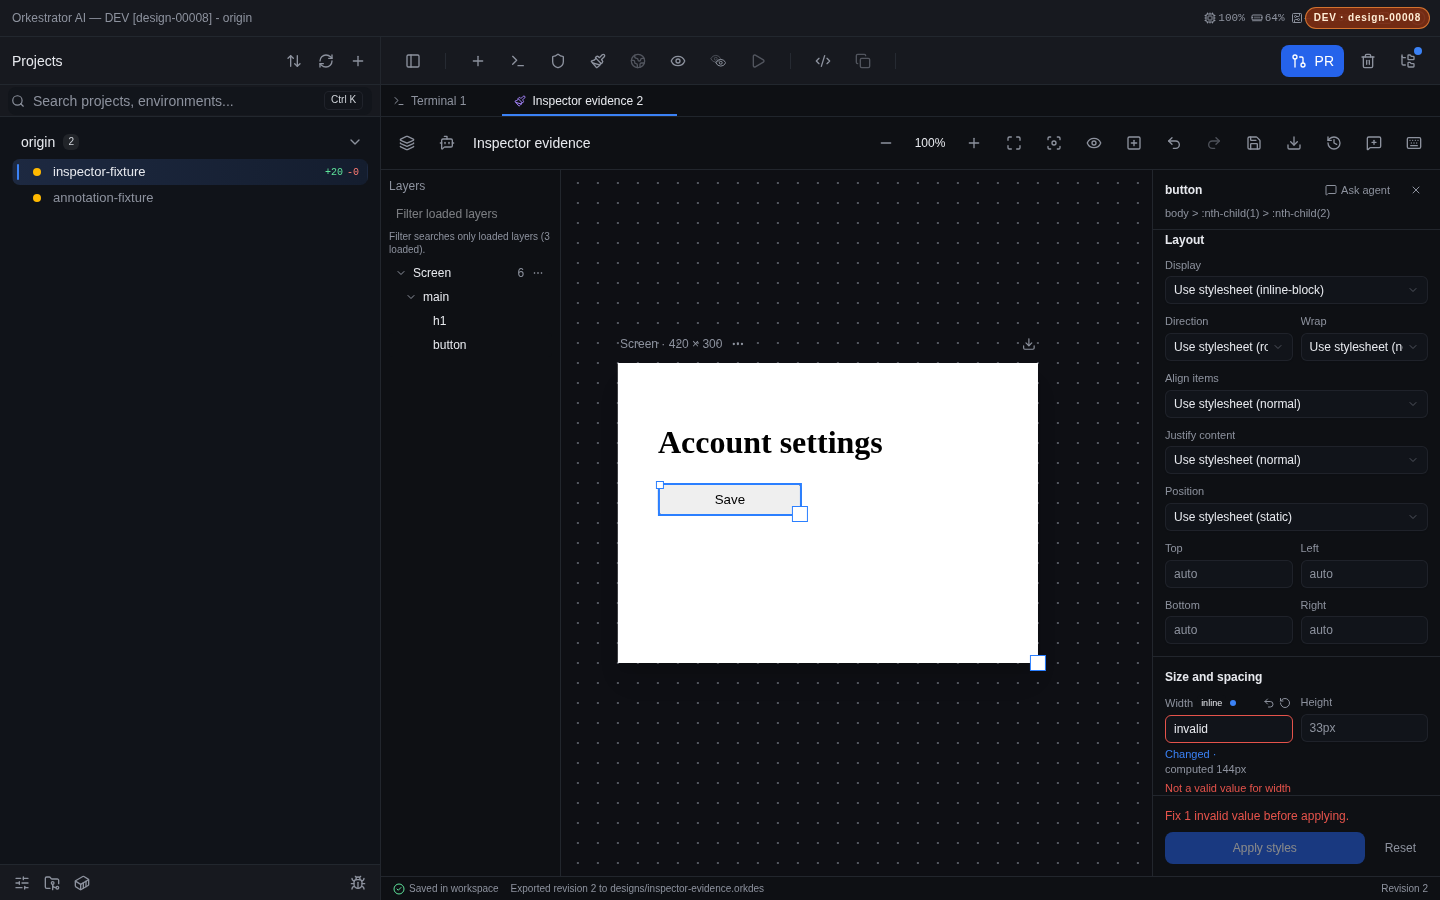 Orkestrator AI — DEV [design-00008] - origin
100% 64%
DEV · design-00008
Projects
PR
Search projects, environments...
Ctrl K
Terminal 1
Inspector evidence 2
origin 2
inspector-fixture
+20 -0
annotation-fixture
Inspector evidence
100%
Layers
Filter loaded layers
Filter searches only loaded layers (3
loaded).
Screen 6
main
h1
button
Screen · 420 × 300
Account settings
Save
button
Ask agent
body > :nth-child(1) > :nth-child(2)
Layout
Display
Use stylesheet (inline-block)
Direction Wrap
Use stylesheet (rc Use stylesheet (n
Align items
Use stylesheet (normal)
Justify content
Use stylesheet (normal)
Position
Use stylesheet (static)
Top Left
auto auto
Bottom Right
auto auto
Size and spacing
Width inline Height
invalid 33px
Changed ·
computed 144px
Not a valid value for width
Fix 1 invalid value before applying.
Apply styles
Reset
Saved in workspace
Exported revision 2 to designs/inspector-evidence.orkdes
Revision 2